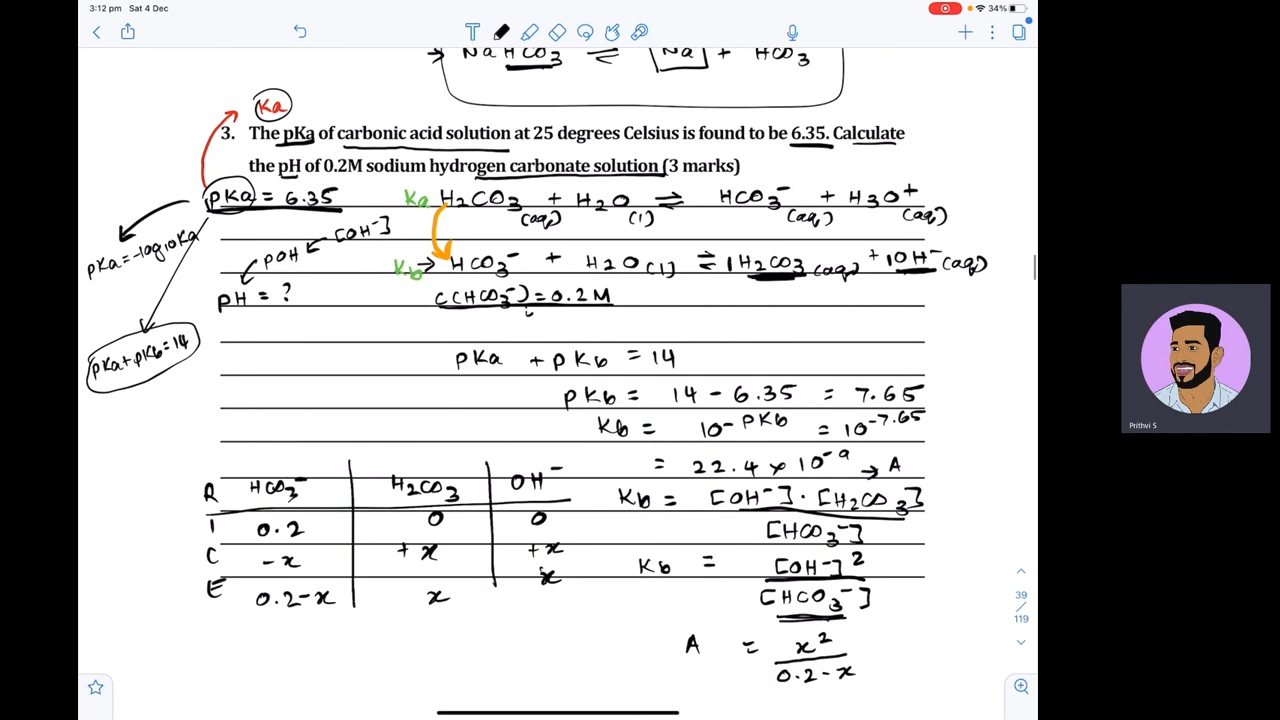 3:12 pm Sat 4 Dec
34%
→ NaHCO3 ⇌ Na + HCO3
Ka
3. The pKa of carbonic acid solution at 25 degrees Celsius is found to be 6.35. Calculate
the pH of 0.2M sodium hydrogen carbonate solution (3 marks)
pKa = 6.35
Ka H2CO3 (aq) + H2O (l) ⇌ HCO3⁻ (aq) + H3O⁺ (aq)
pKa = -log10 Ka
pOH ← [OH⁻]
Kb → HCO3⁻ + H2O (l) ⇌ 1H2CO3 (aq) + 1OH⁻ (aq)
pH = ?
C(HCO3⁻) = 0.2M
pKa + pKb = 14
pKa + pKb = 14
pKb = 14 - 6.35 = 7.65
Kb = 10^-pKb = 10^-7.65
= 22.4 × 10^-9 → A
R HCO3⁻ H2CO3 OH⁻
Kb = [OH⁻] · [H2CO3]
[HCO3⁻]
I 0.2 0 0
C -x +x +x
Kb = [OH⁻]²
[HCO3⁻]
E 0.2-x x x
A = x²
0.2 - x
39
/
119
Prithvi S